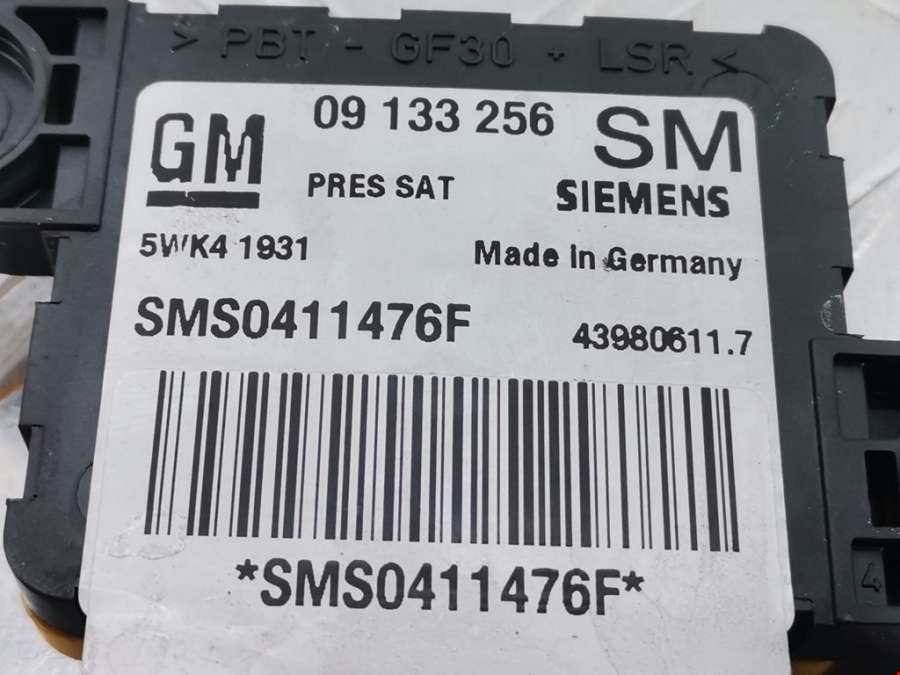 > PBT - GF30 + LSR <
GM 09 133 256 SM
PRES SAT SIEMENS
5WK4 1931 Made in Germany
SMS0411476F 43980611.7
*SMS0411476F*
4